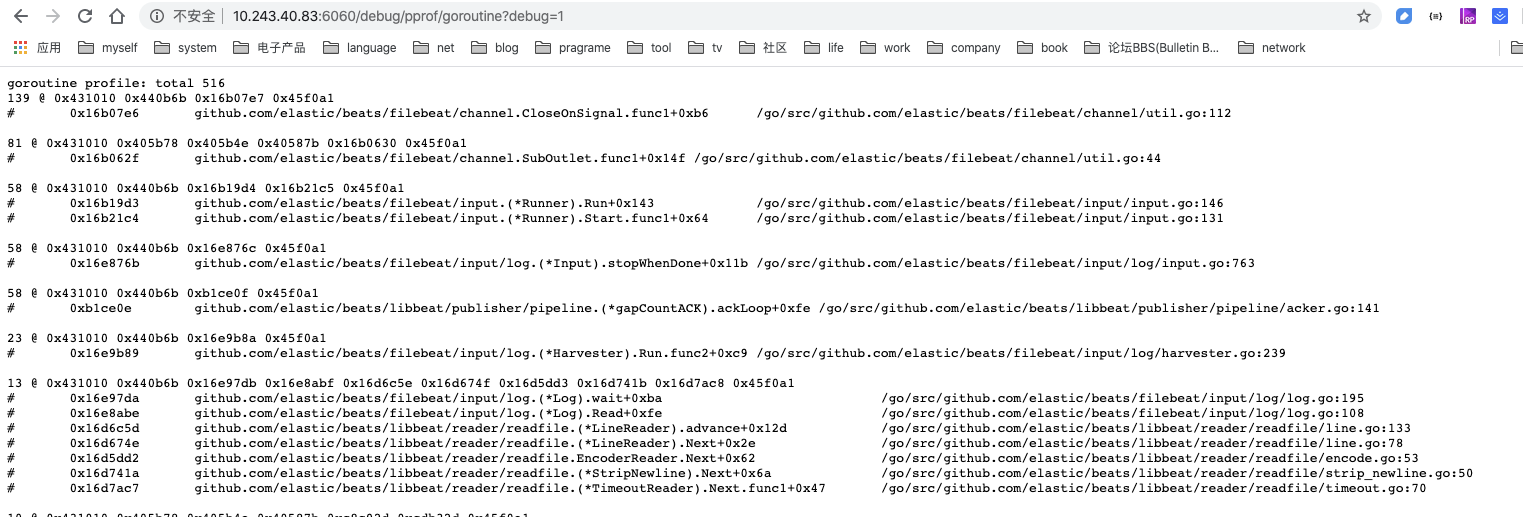 不安全 | 10.243.40.83:6060/debug/pprof/goroutine?debug=1
应用 myself system 电子产品 language net blog programe tool tv 社区 life work company book 论坛BBS(Bulletin B... network
goroutine profile: total 516
139 @ 0x431010 0x440b6b 0x16b07e7 0x45f0a1
# 0x16b07e6 github.com/elastic/beats/filebeat/channel.CloseOnSignal.func1+0xb6 /go/src/github.com/elastic/beats/filebeat/channel/util.go:112
81 @ 0x431010 0x405b78 0x405b4e 0x40587b 0x16b0630 0x45f0a1
# 0x16b062f github.com/elastic/beats/filebeat/channel.SubOutlet.func1+0x14f /go/src/github.com/elastic/beats/filebeat/channel/util.go:44
58 @ 0x431010 0x440b6b 0x16b19d4 0x16b21c5 0x45f0a1
# 0x16b19d3 github.com/elastic/beats/filebeat/input.(*Runner).Run+0x143 /go/src/github.com/elastic/beats/filebeat/input/input.go:146
# 0x16b21c4 github.com/elastic/beats/filebeat/input.(*Runner).Start.func1+0x64 /go/src/github.com/elastic/beats/filebeat/input/input.go:131
58 @ 0x431010 0x440b6b 0x16e876c 0x45f0a1
# 0x16e876b github.com/elastic/beats/filebeat/input/log.(*Input).stopWhenDone+0x11b /go/src/github.com/elastic/beats/filebeat/input/log/input.go:763
58 @ 0x431010 0x440b6b 0xb1ce0f 0x45f0a1
# 0xb1ce0e github.com/elastic/beats/libbeat/publisher/pipeline.(*gapCountACK).ackLoop+0xfe /go/src/github.com/elastic/beats/libbeat/publisher/pipeline/acker.go:141
23 @ 0x431010 0x440b6b 0x16e9b8a 0x45f0a1
# 0x16e9b89 github.com/elastic/beats/filebeat/input/log.(*Harvester).Run.func2+0xc9 /go/src/github.com/elastic/beats/filebeat/input/log/harvester.go:239
13 @ 0x431010 0x440b6b 0x16e97db 0x16e8abf 0x16d6c5e 0x16d674f 0x16d5dd3 0x16d741b 0x16d7ac8 0x45f0a1
# 0x16e97da github.com/elastic/beats/filebeat/input/log.(*Log).wait+0xba /go/src/github.com/elastic/beats/filebeat/input/log/log.go:195
# 0x16e8abe github.com/elastic/beats/filebeat/input/log.(*Log).Read+0xfe /go/src/github.com/elastic/beats/filebeat/input/log/log.go:108
# 0x16d6c5d github.com/elastic/beats/libbeat/reader/readfile.(*LineReader).advance+0x12d /go/src/github.com/elastic/beats/libbeat/reader/readfile/line.go:133
# 0x16d674e github.com/elastic/beats/libbeat/reader/readfile.(*LineReader).Next+0x2e /go/src/github.com/elastic/beats/libbeat/reader/readfile/line.go:78
# 0x16d5dd2 github.com/elastic/beats/libbeat/reader/readfile.EncoderReader.Next+0x62 /go/src/github.com/elastic/beats/libbeat/reader/readfile/encode.go:53
# 0x16d741a github.com/elastic/beats/libbeat/reader/readfile.(*StripNewline).Next+0x6a /go/src/github.com/elastic/beats/libbeat/reader/readfile/strip_newline.go:50
# 0x16d7ac7 github.com/elastic/beats/libbeat/reader/readfile.(*TimeoutReader).Next.func1+0x47 /go/src/github.com/elastic/beats/libbeat/reader/readfile/timeout.go:70